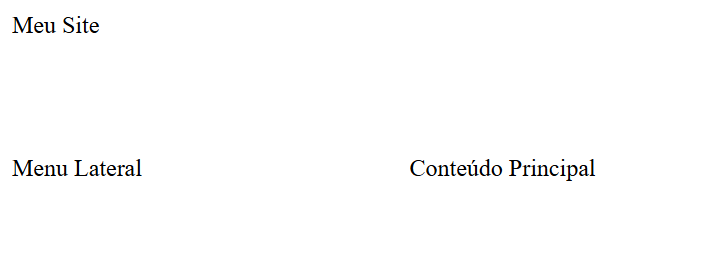 Meu Site
Menu Lateral
Conteúdo Principal